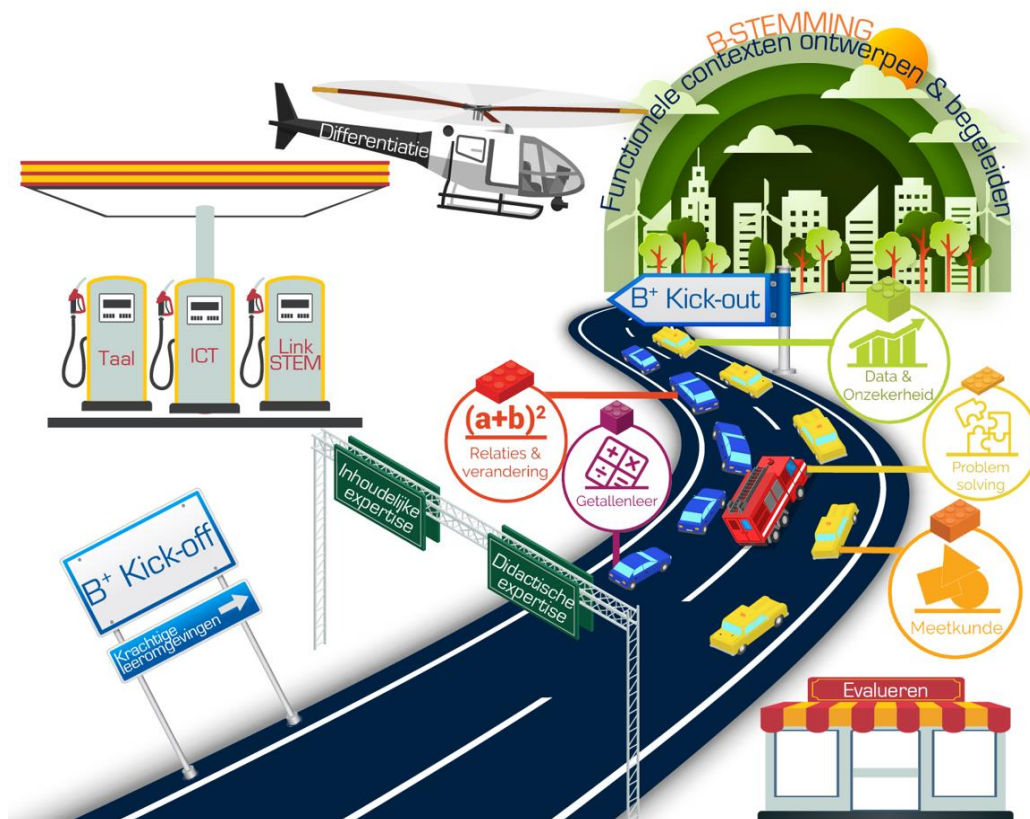 B-STEMMING
Functionele contexten ontwerpen & begeleiden
Differentiatie
Taal
ICT
Link
STEM
B⁺ Kick-out
Data &
Onzekerheid
(a+b)²
Relaties &
verandering
Getallenleer
Problem
solving
Inhoudelijke
expertise
Didactische
expertise
B⁺ Kick-off
Krachtige
leeromgevingen
Meetkunde
Evalueren